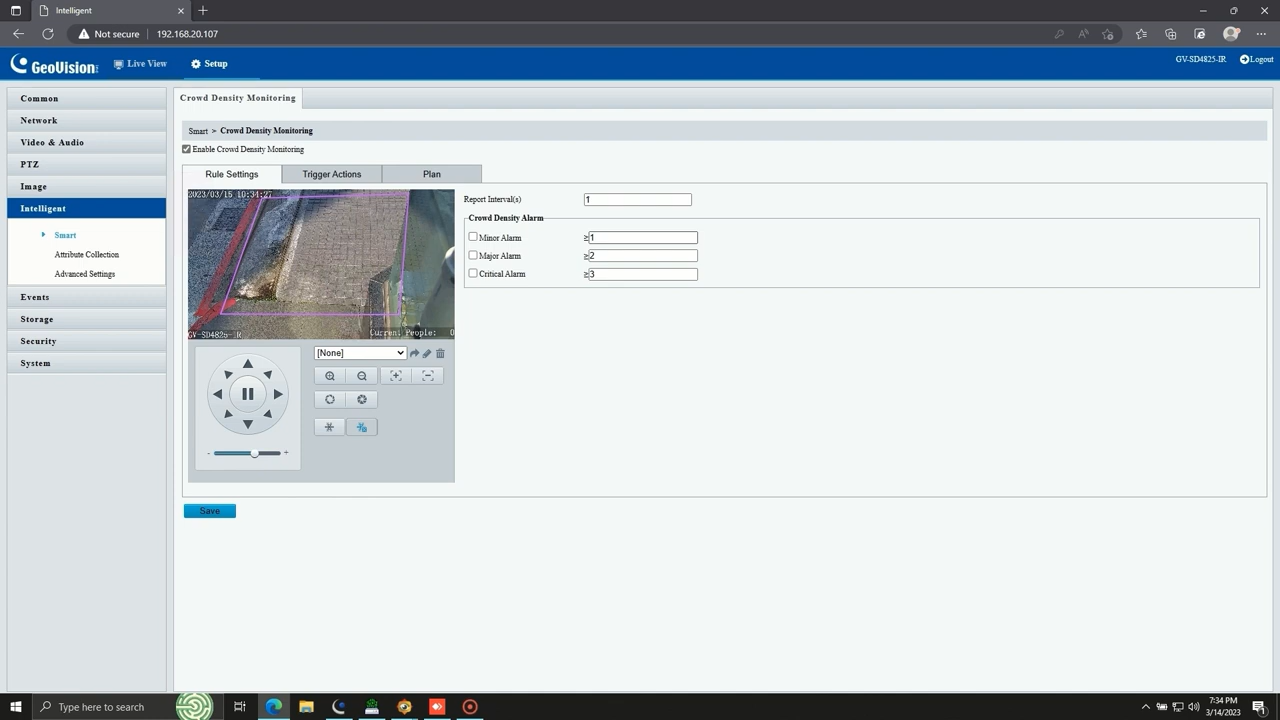 Intelligent
Not secure 192.168.20.107
GeoVision Live View Setup GV-SD4825-IR Logout
Common
Network
Video & Audio
PTZ
Image
Intelligent
Smart
Attribute Collection
Advanced Settings
Events
Storage
Security
System
Crowd Density Monitoring
Smart > Crowd Density Monitoring
Enable Crowd Density Monitoring
Rule Settings Trigger Actions Plan
2023/03/15 10:34:27
GV-SD4825-IR Current People: 0
[None]
- +
Report Interval(s) 1
Crowd Density Alarm
Minor Alarm ≥1
Major Alarm ≥2
Critical Alarm ≥3
Save
Type here to search
7:34 PM
3/14/2023
1